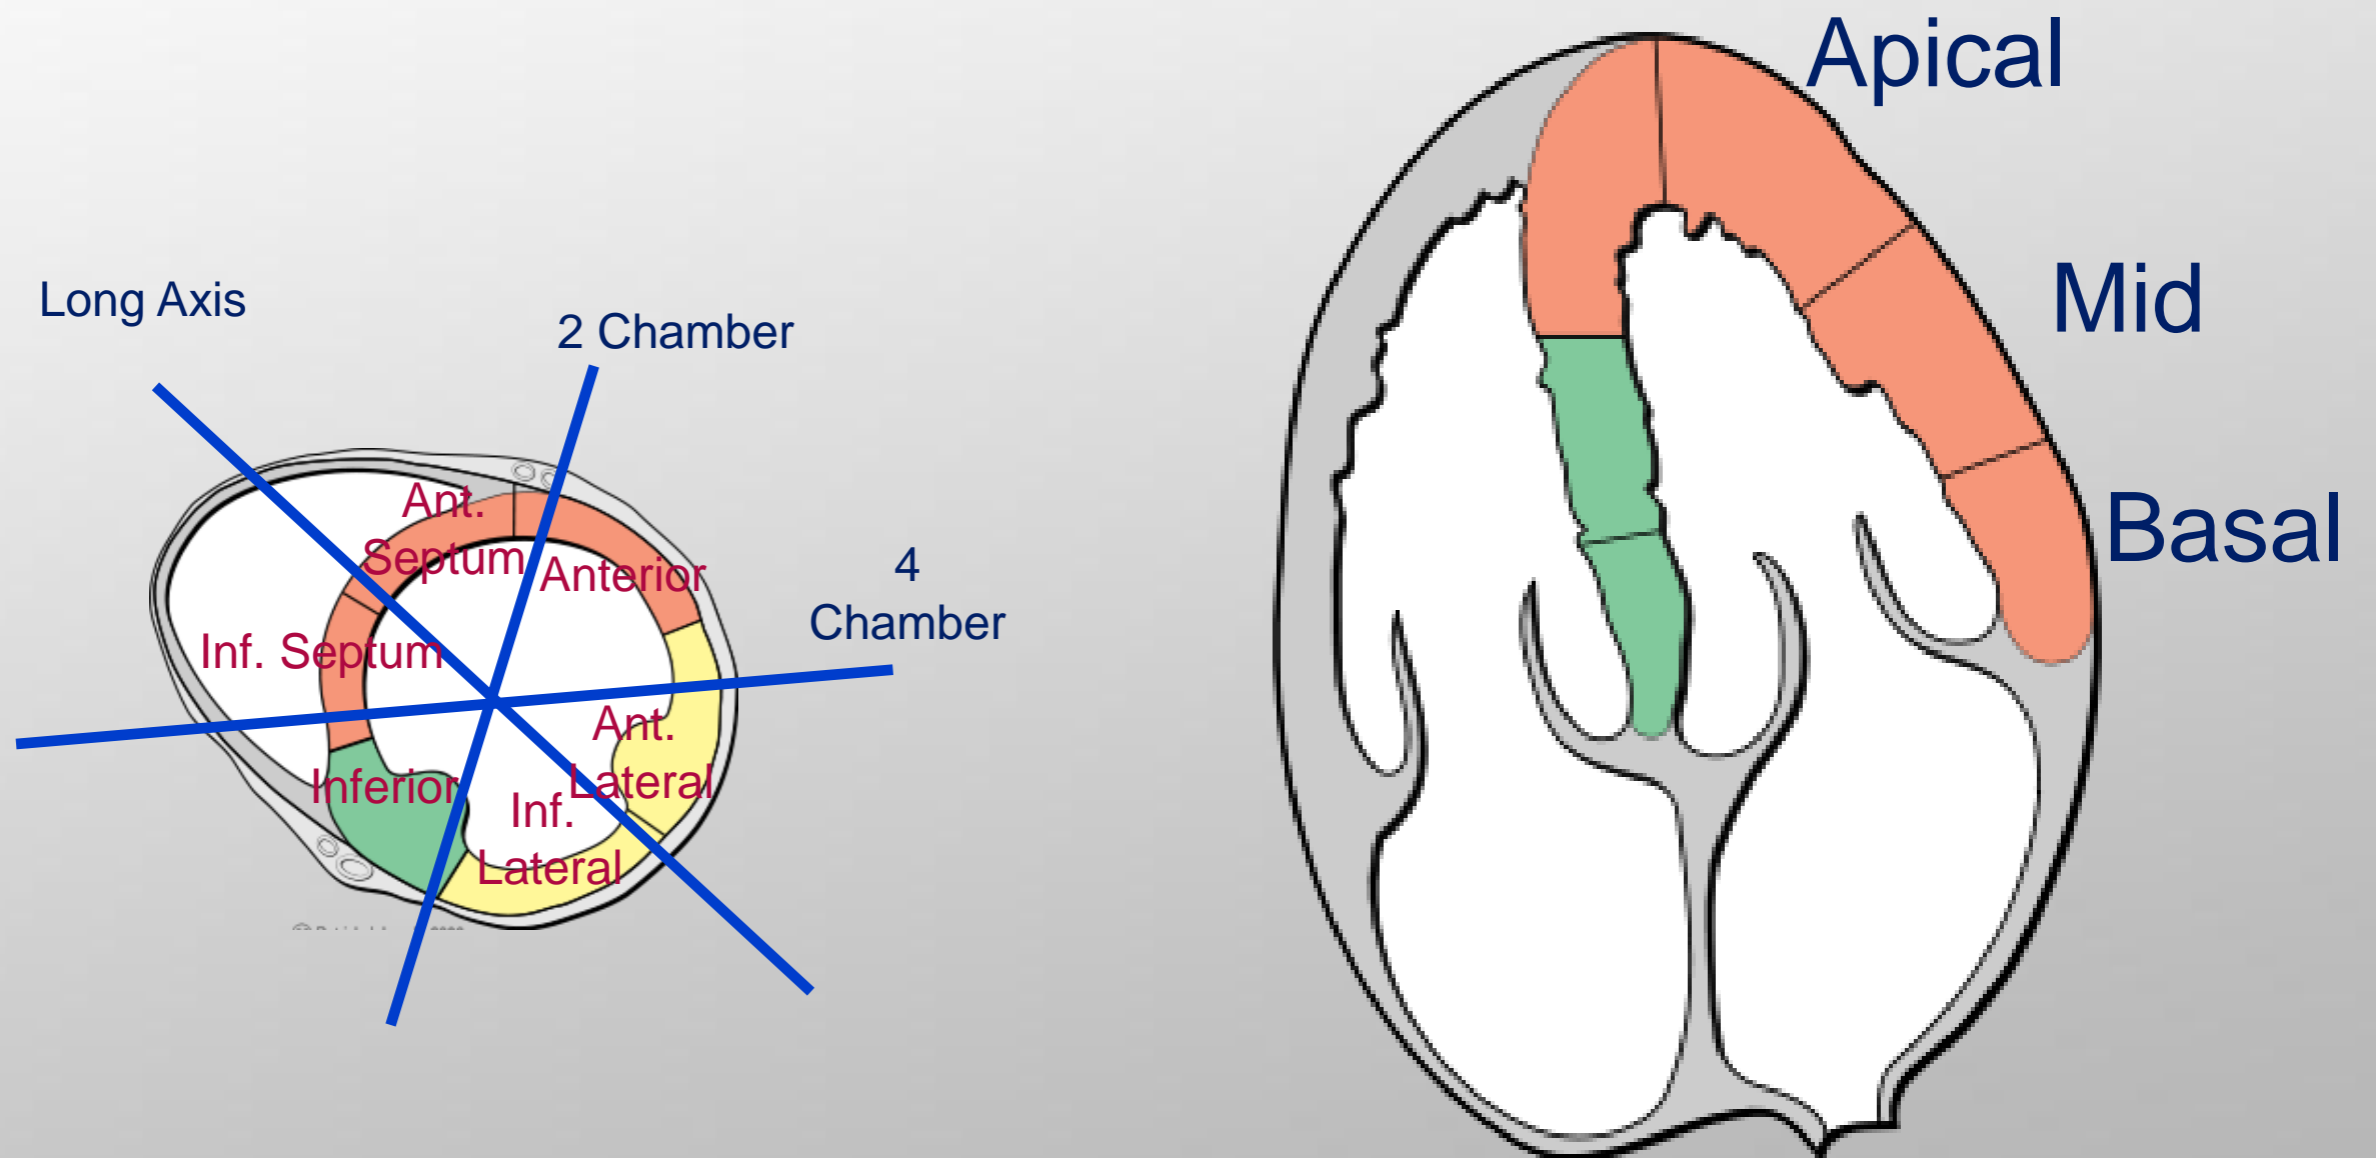 Apical
Mid
Basal
Long Axis
2 Chamber
4
Chamber
Ant.
Septum
Anterior
Inf. Septum
Ant.
Lateral
Inferior
Inf.
Lateral